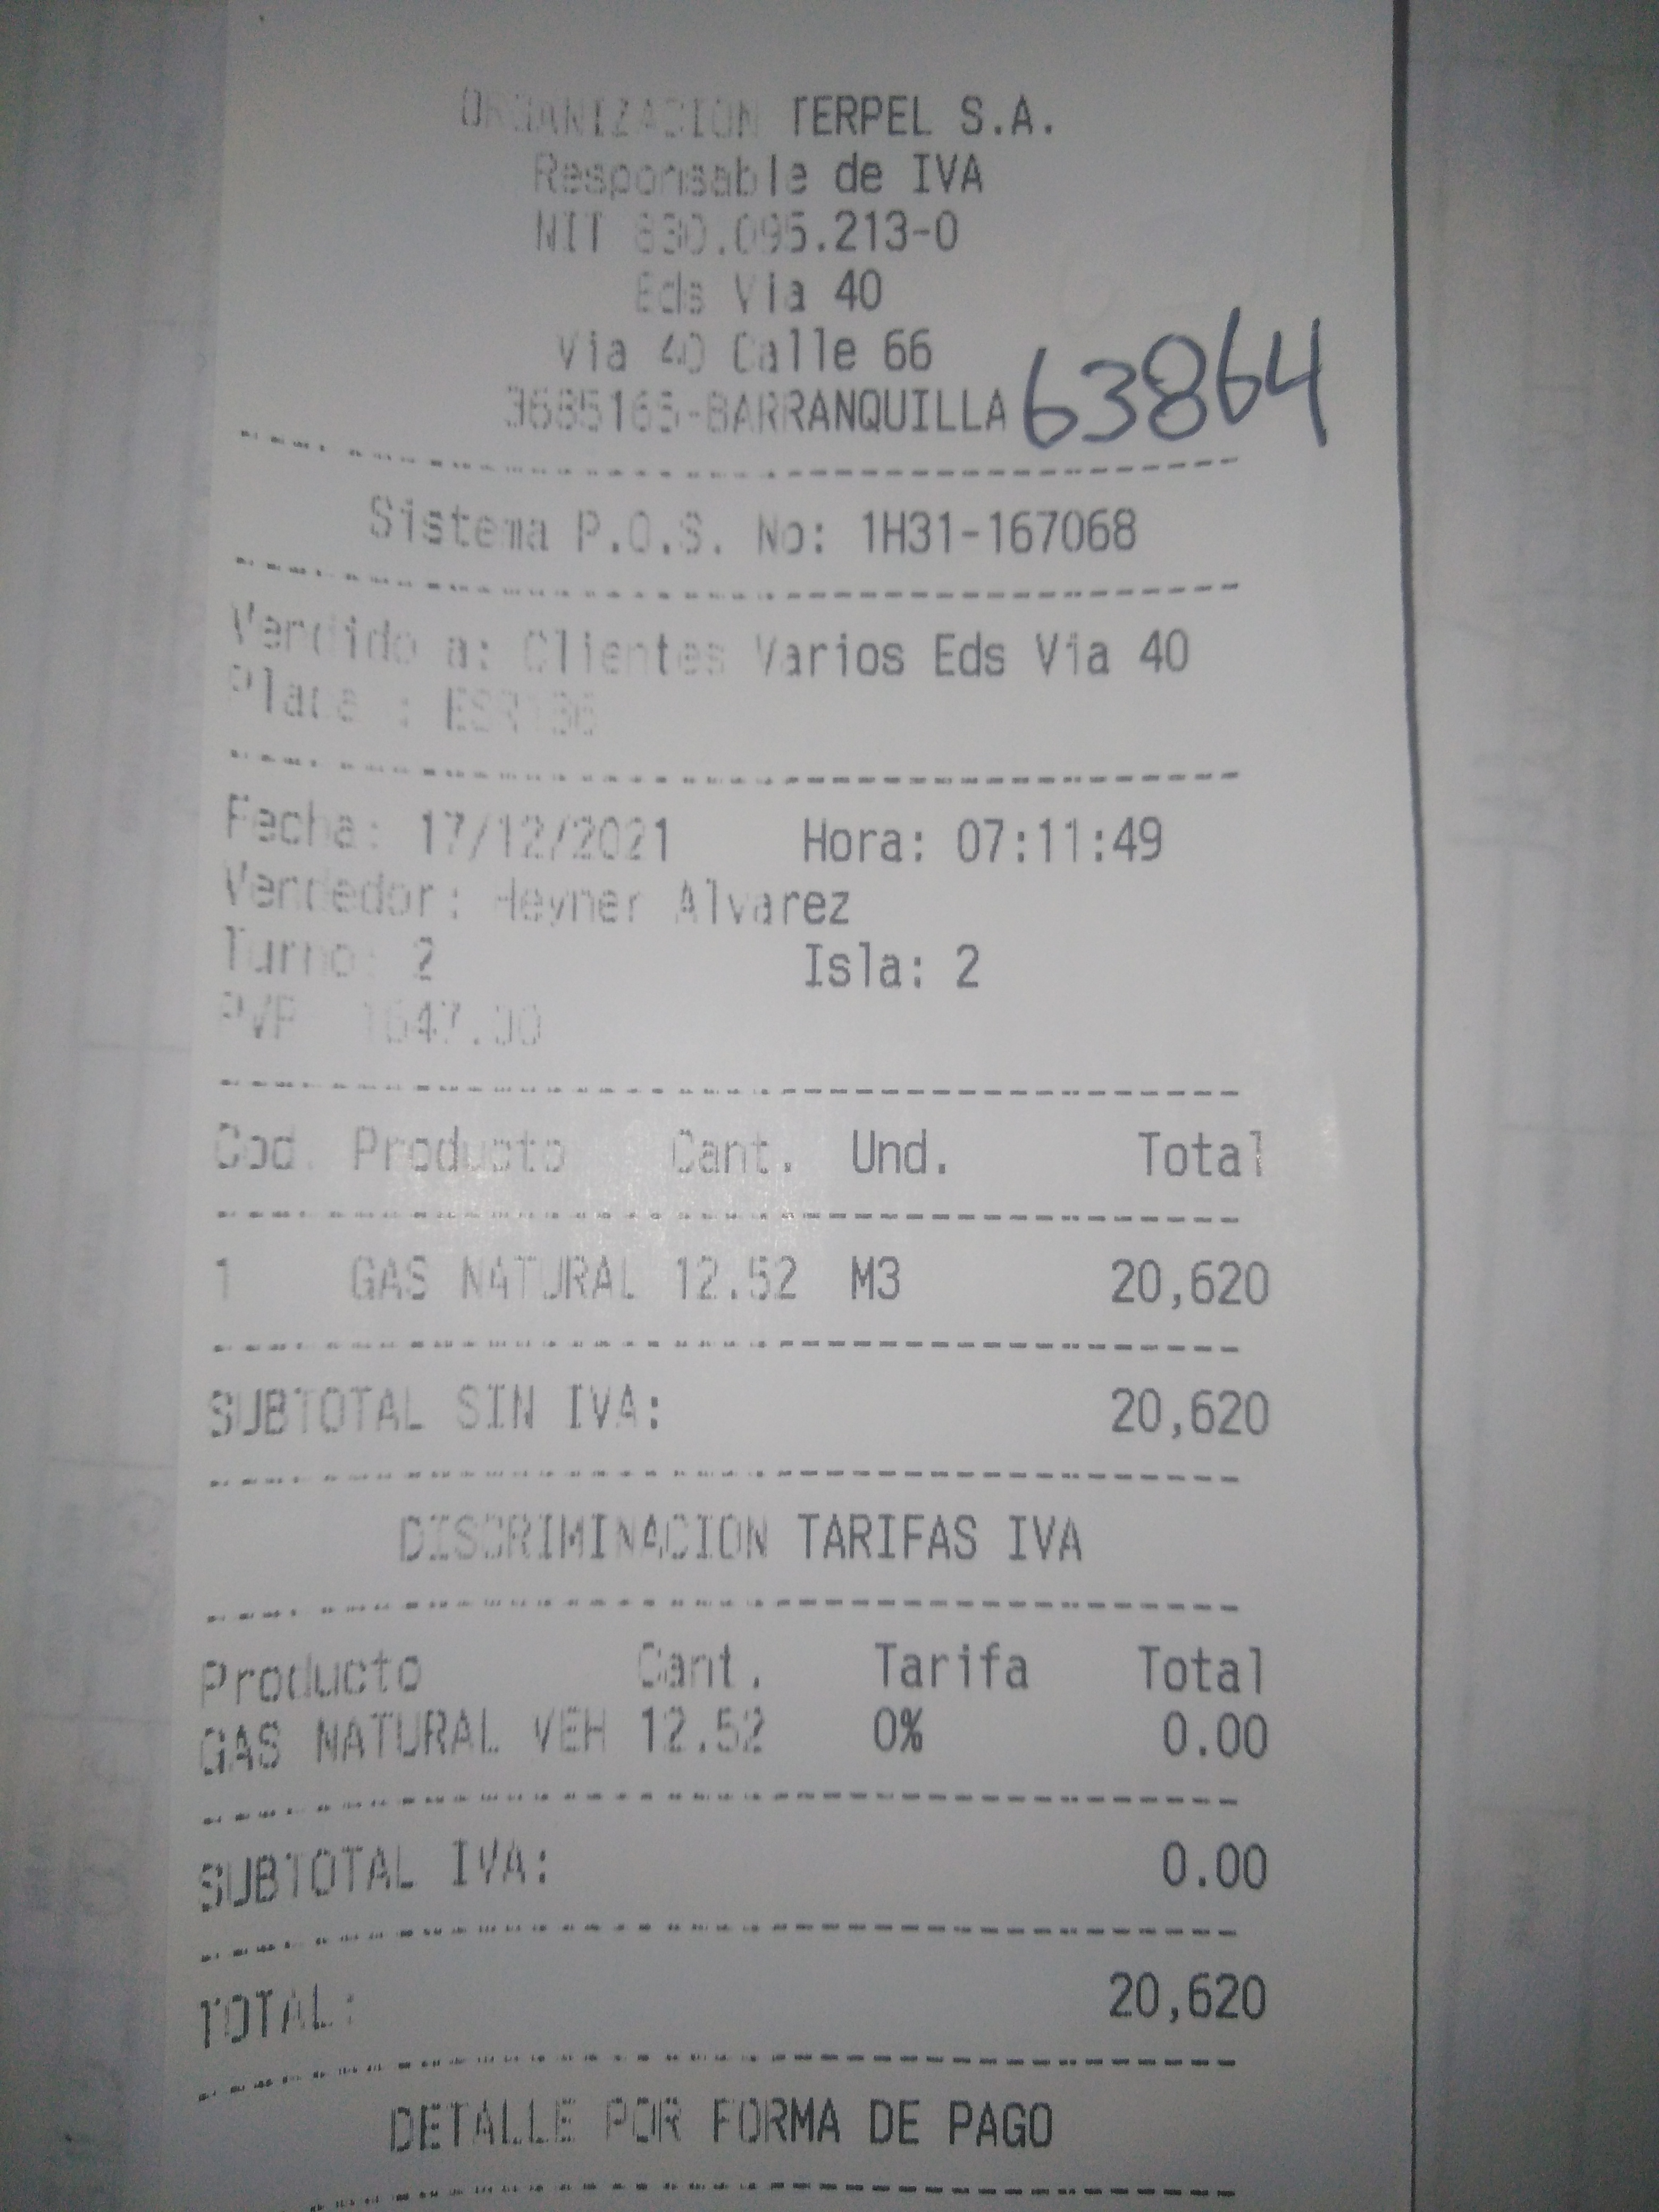 ORGANIZACION TERPEL S.A.
Responsable de IVA
NIT 830.095.213-0
Eds Via 40
Via 40 Calle 66
3685165-BARRANQUILLA 63864
Sistema P.O.S. No: 1H31-167068
Vendido a: Clientes Varios Eds Via 40
Placa :
Fecha: 17/12/2021 Hora: 07:11:49
Vendedor: Heyner Alvarez
Turno: 2 Isla: 2
PVP 1647.00
Cod. Producto Cant. Und. Total
1 GAS NATURAL 12.52 M3 20,620
SUBTOTAL SIN IVA: 20,620
DISCRIMINACION TARIFAS IVA
Producto Cant. Tarifa Total
GAS NATURAL VEH 12.52 0% 0.00
SUBTOTAL IVA: 0.00
TOTAL: 20,620
DETALLE POR FORMA DE PAGO